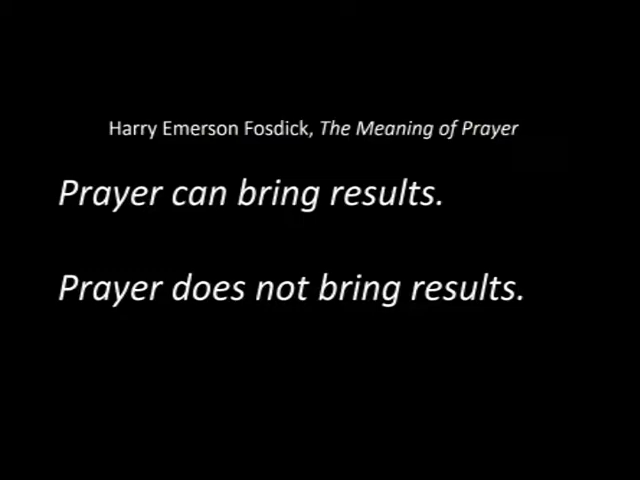 Harry Emerson Fosdick, The Meaning of Prayer
Prayer can bring results.
Prayer does not bring results.